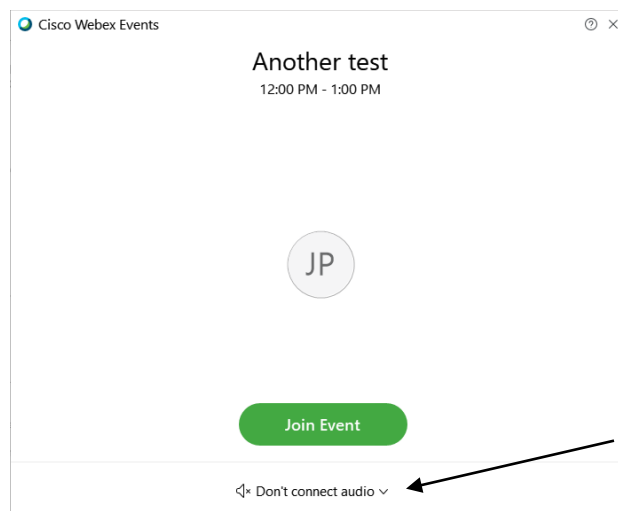 Cisco Webex Events
Another test
12:00 PM - 1:00 PM
JP
Join Event
Don't connect audio